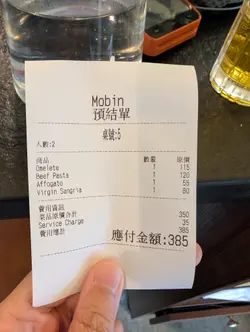 Mobin
預結單
桌號:5
人數:2
商品 數量 原價
Omelete 1 115
Beef Pasta 1 120
Affogato 1 55
Virgin Sangria 1 60
費用資訊
商品原價合計 350
Service Charge 35
費用總計 385
應付金額:385